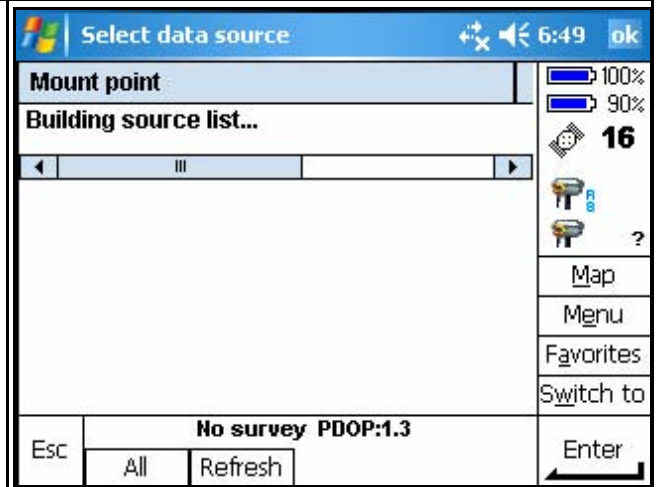 Select data source 6:49 ok
Mount point
Building source list...
100%
90%
16
R8
?
Map
Menu
Favorites
Switch to
No survey PDOP:1.3
Esc All Refresh Enter